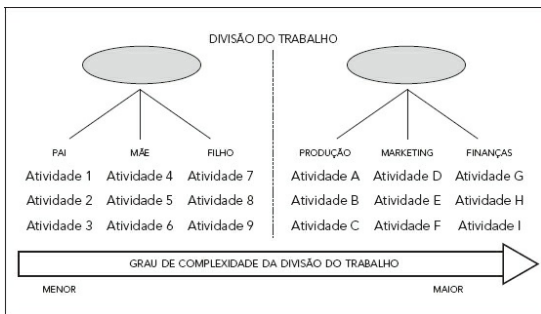 DIVISÃO DO TRABALHO
PAI MÃE FILHO PRODUÇÃO MARKETING FINANÇAS
Atividade 1 Atividade 4 Atividade 7 Atividade A Atividade D Atividade G
Atividade 2 Atividade 5 Atividade 8 Atividade B Atividade E Atividade H
Atividade 3 Atividade 6 Atividade 9 Atividade C Atividade F Atividade I
GRAU DE COMPLEXIDADE DA DIVISÃO DO TRABALHO
MENOR MAIOR